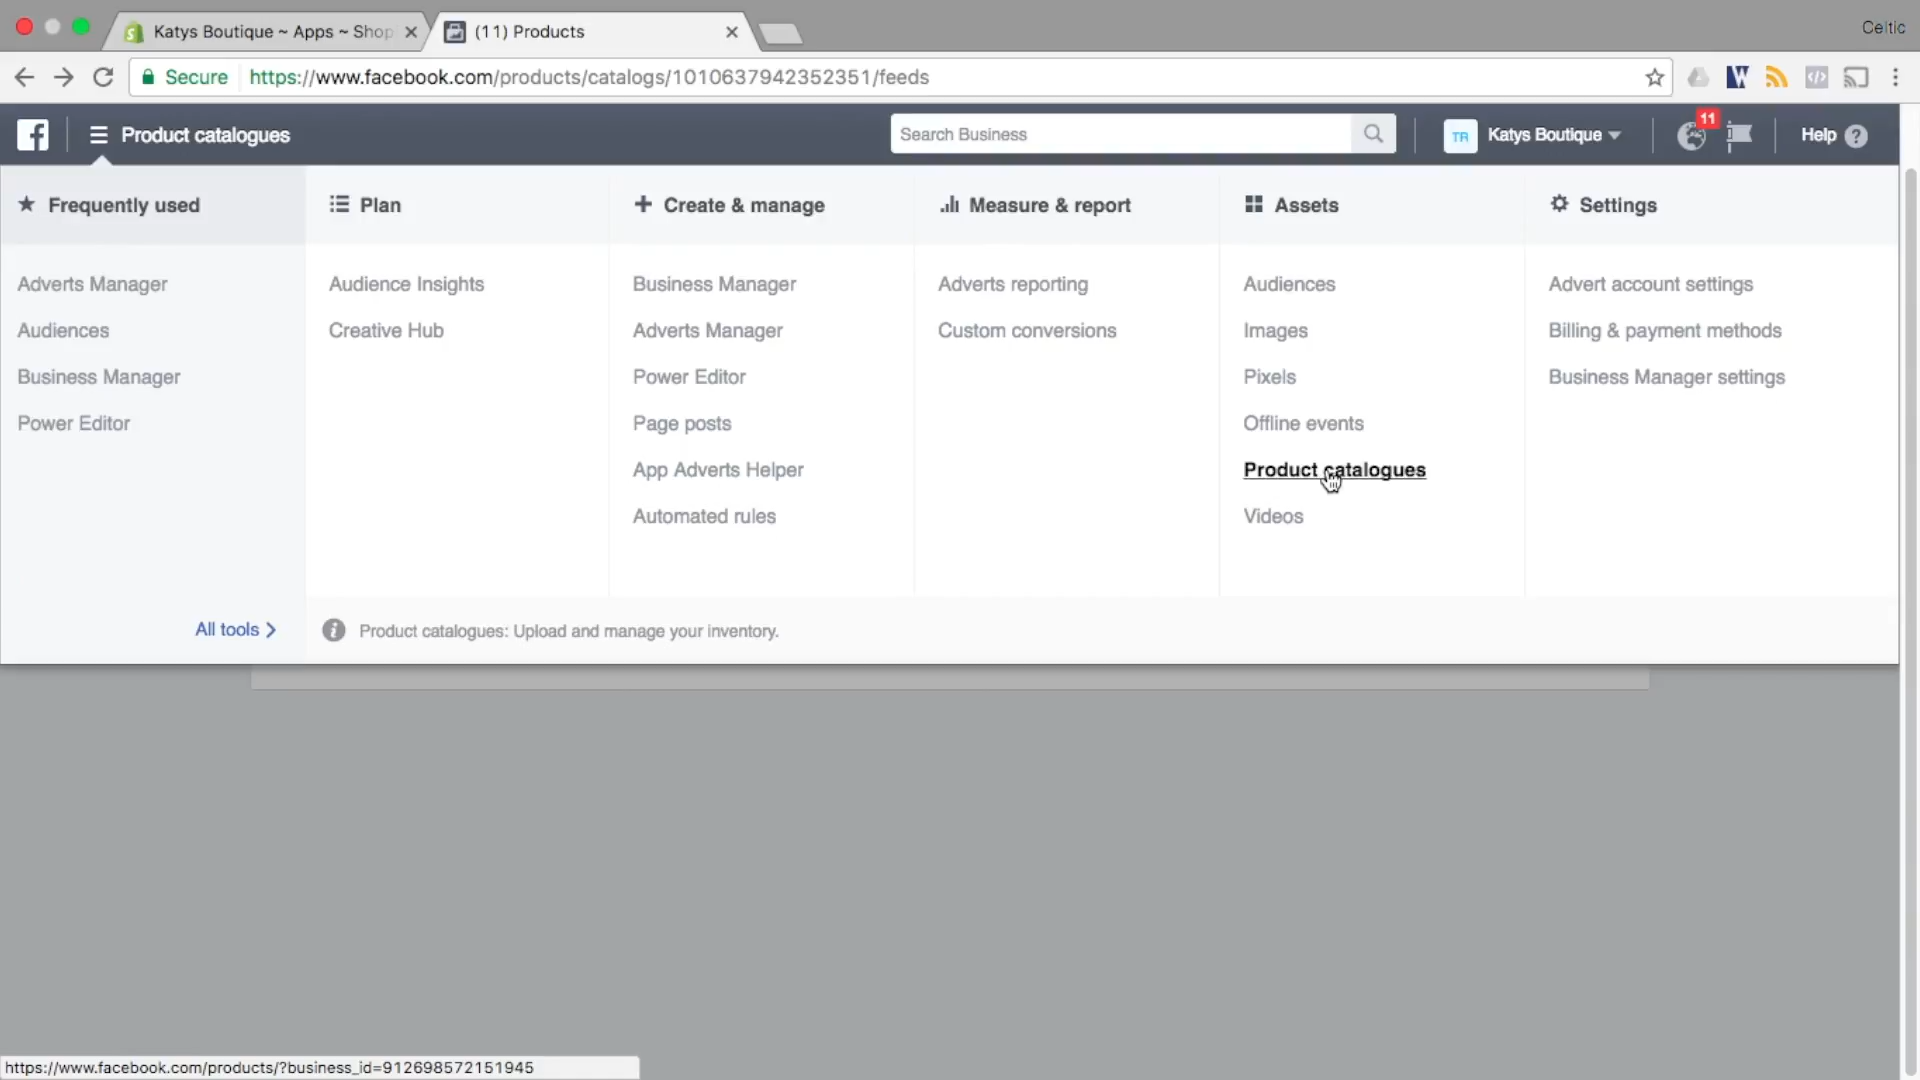 Katys Boutique ~ Apps ~ Shop
(11) Products
Celtic
Secure
https://www.facebook.com/products/catalogs/1010637942352351/feeds
Product catalogues
Search Business
TR
Katys Boutique
11
Help ?
Frequently used
Plan
Create & manage
Measure & report
Assets
Settings
Adverts Manager
Audience Insights
Business Manager
Adverts reporting
Audiences
Advert account settings
Audiences
Creative Hub
Adverts Manager
Custom conversions
Images
Billing & payment methods
Business Manager
Power Editor
Pixels
Business Manager settings
Power Editor
Page posts
Offline events
App Adverts Helper
Product catalogues
Automated rules
Videos
All tools
Product catalogues: Upload and manage your inventory.
https://www.facebook.com/products/?business_id=912698572151945